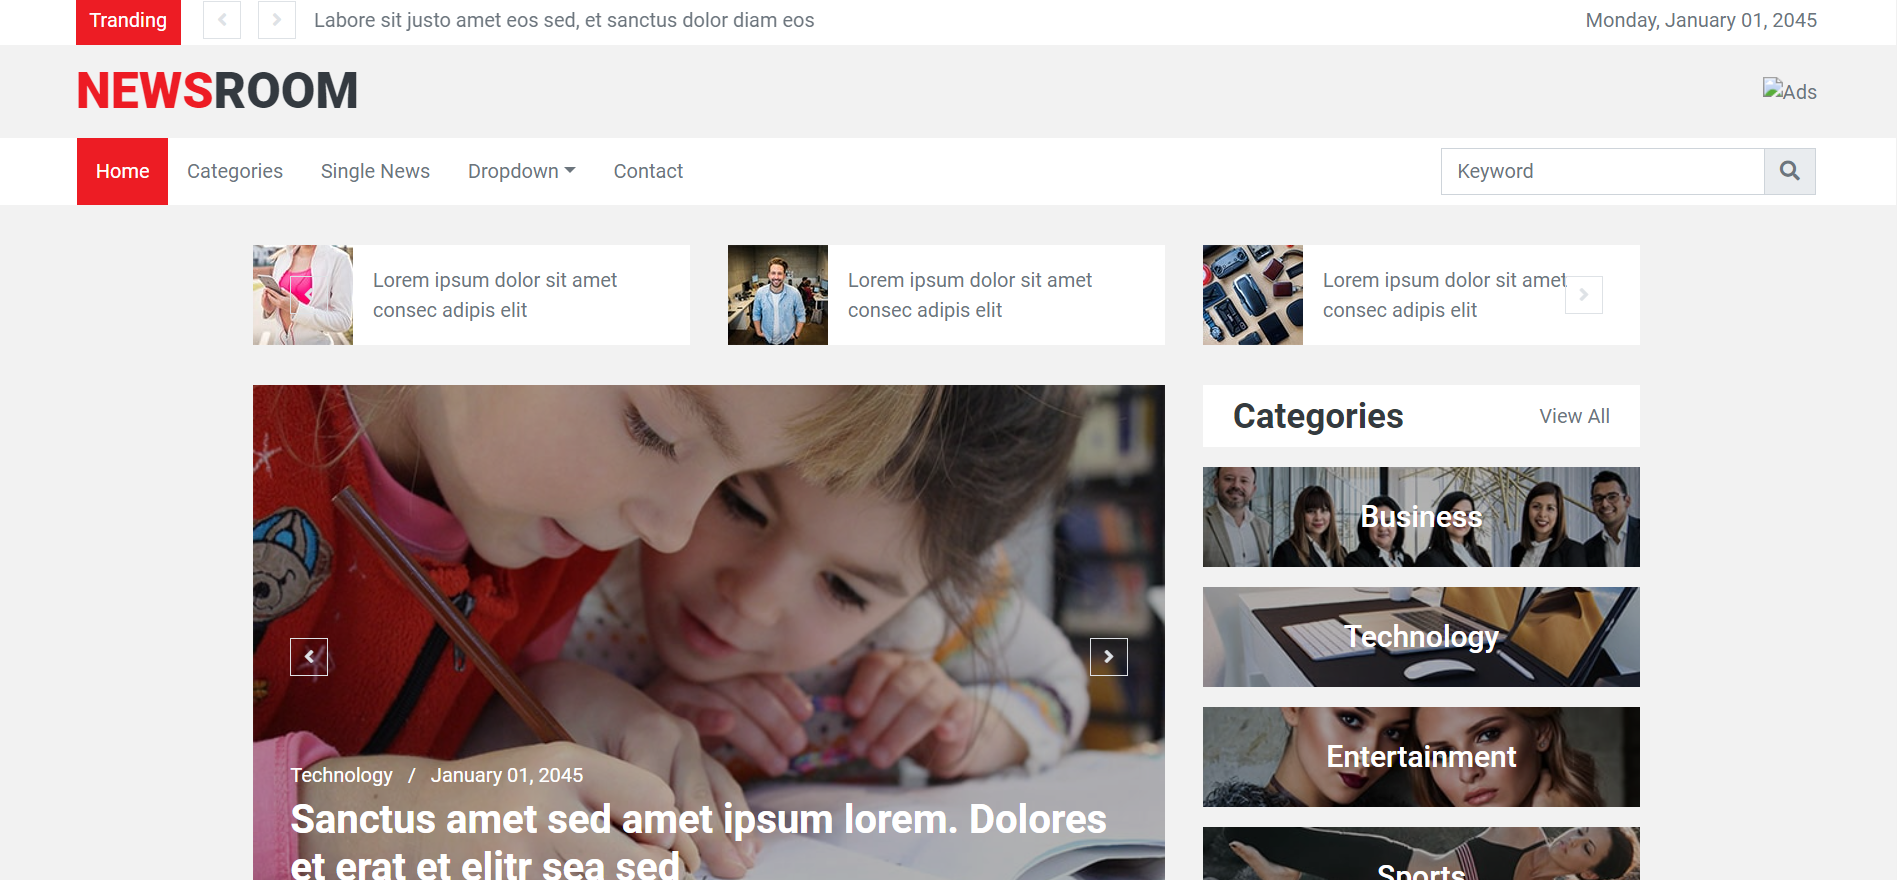 Tranding
Labore sit justo amet eos sed, et sanctus dolor diam eos
Monday, January 01, 2045
NEWSROOM
Ads
Home
Categories
Single News
Dropdown
Contact
Keyword
Lorem ipsum dolor sit amet
consec adipis elit
Lorem ipsum dolor sit amet
consec adipis elit
Lorem ipsum dolor sit amet
consec adipis elit
Technology / January 01, 2045
Sanctus amet sed amet ipsum lorem. Dolores
et erat et elitr sea sed
Categories
View All
Business
Technology
Entertainment
Sports